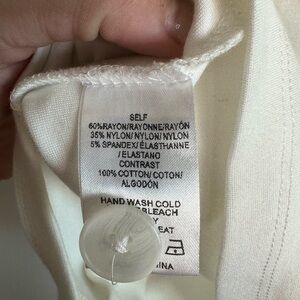 SELF
60%RAYON/RAYONNE/RAYÓN
35% NYLON/NYLON/NYLON
5% SPANDEX/ÉLASTHANNE
/ELASTANO
CONTRAST
100% COTTON/COTON/
ALGODÓN
HAND WASH COLD
BLEACH